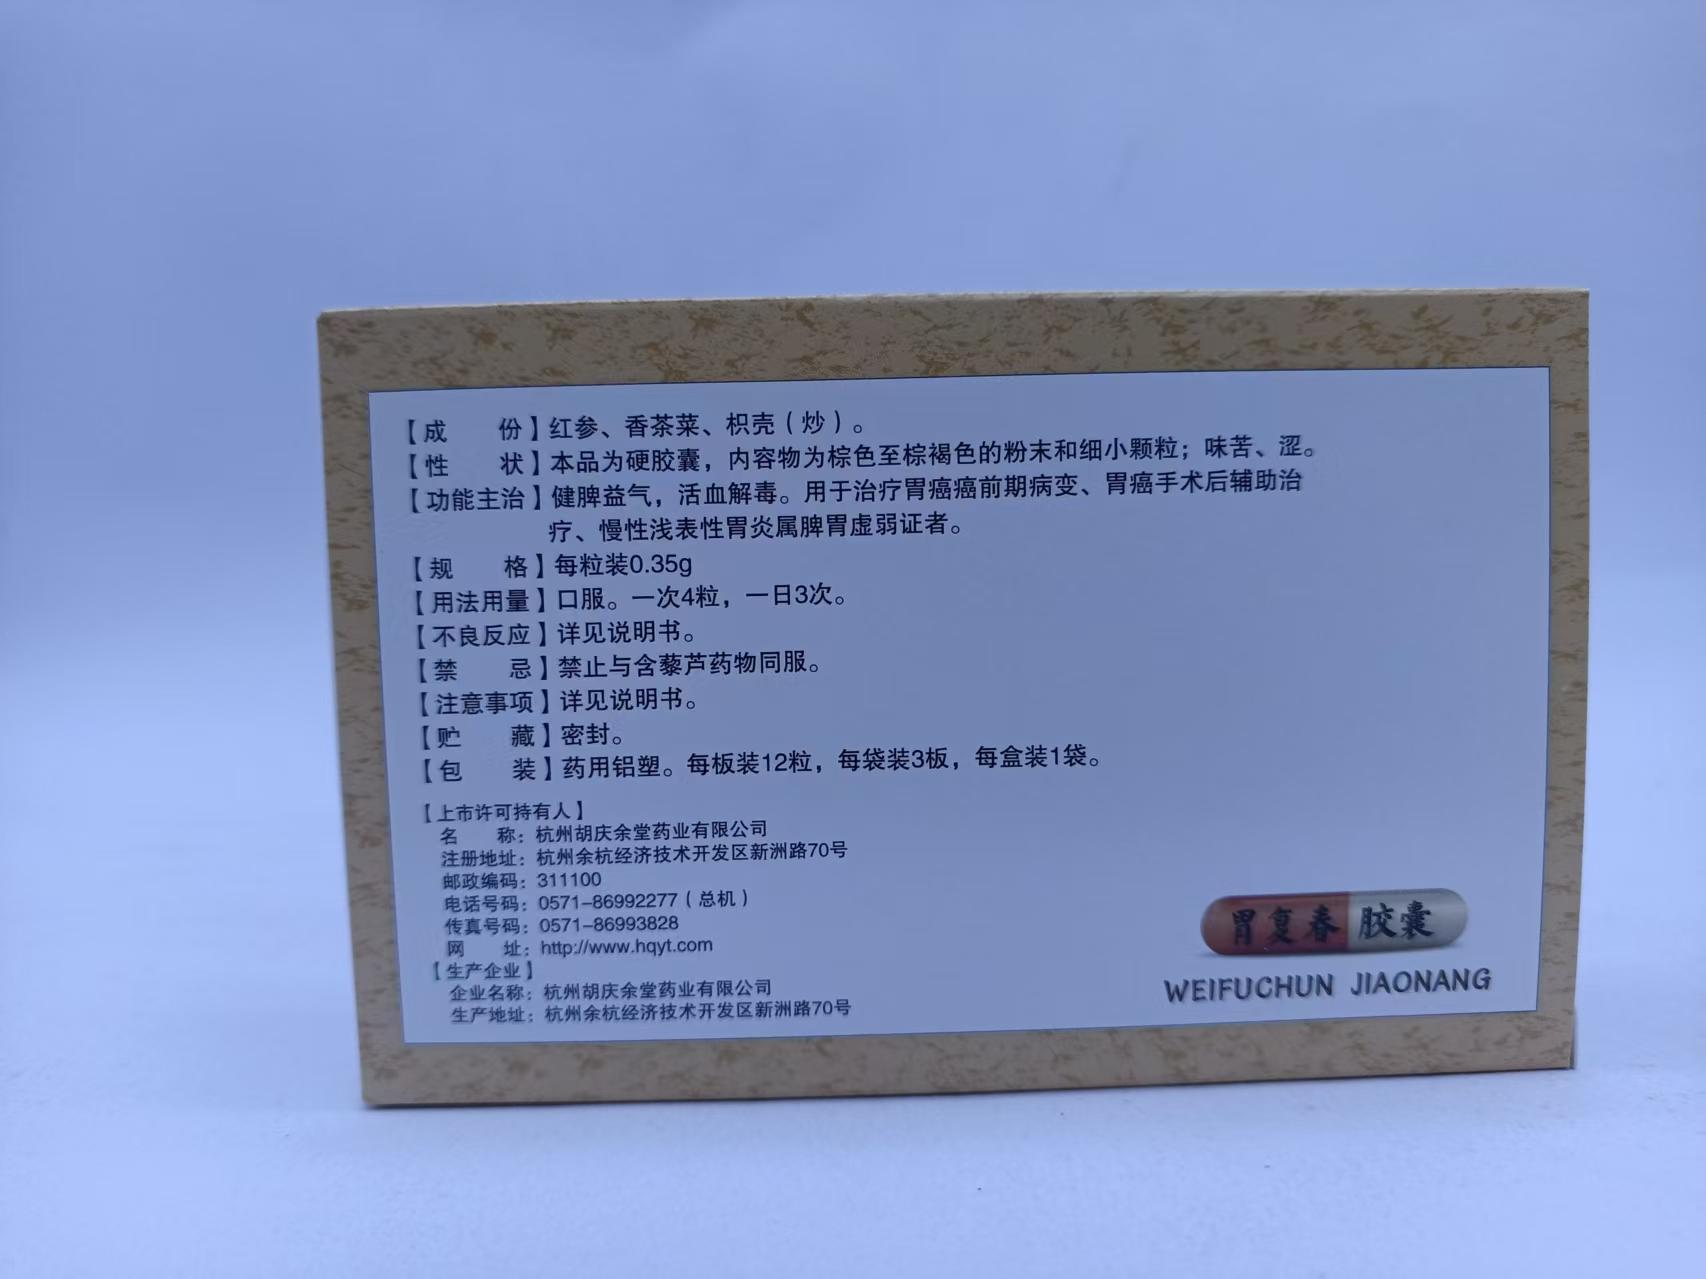 【成　　份】红参、香茶菜、枳壳（炒）。
【性　　状】本品为硬胶囊，内容物为棕色至棕褐色的粉末和细小颗粒；味苦、涩。
【功能主治】健脾益气，活血解毒。用于治疗胃癌癌前期病变、胃癌手术后辅助治
疗、慢性浅表性胃炎属脾胃虚弱证者。
【规　　格】每粒装0.35g
【用法用量】口服。一次4粒，一日3次。
【不良反应】详见说明书。
【禁　　忌】禁止与含藜芦药物同服。
【注意事项】详见说明书。
【贮　　藏】密封。
【包　　装】药用铝塑。每板装12粒，每袋装3板，每盒装1袋。
【上市许可持有人】
名　　称：杭州胡庆余堂药业有限公司
注册地址：杭州余杭经济技术开发区新洲路70号
邮政编码：311100
电话号码：0571-86992277（总机）
传真号码：0571-86993828
网　　址：http://www.hqyt.com
【生产企业】
企业名称：杭州胡庆余堂药业有限公司
生产地址：杭州余杭经济技术开发区新洲路70号
胃复春胶囊
WEIFUCHUN JIAONANG